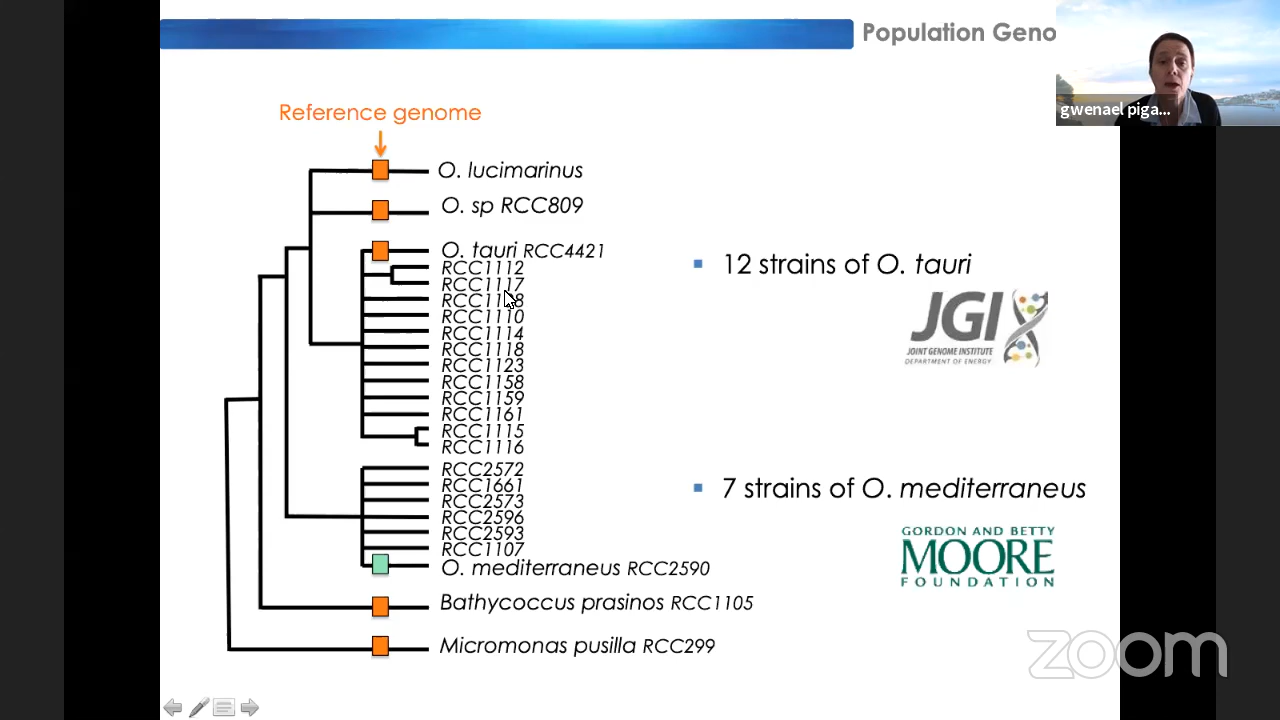 Population Geno
gwenael piga...
Reference genome
O. lucimarinus
O. sp RCC809
O. tauri RCC4421
RCC1112
RCC1117
RCC1110
RCC1114
RCC1118
RCC1123
RCC1158
RCC1159
RCC1161
RCC1115
RCC1116
RCC2572
RCC1661
RCC2573
RCC2596
RCC2593
RCC1107
O. mediterraneus RCC2590
Bathycoccus prasinos RCC1105
Micromonas pusilla RCC299
12 strains of O. tauri
JGI
JOINT GENOME INSTITUTE
DEPARTMENT OF ENERGY
7 strains of O. mediterraneus
GORDON AND BETTY
MOORE
FOUNDATION
zoom